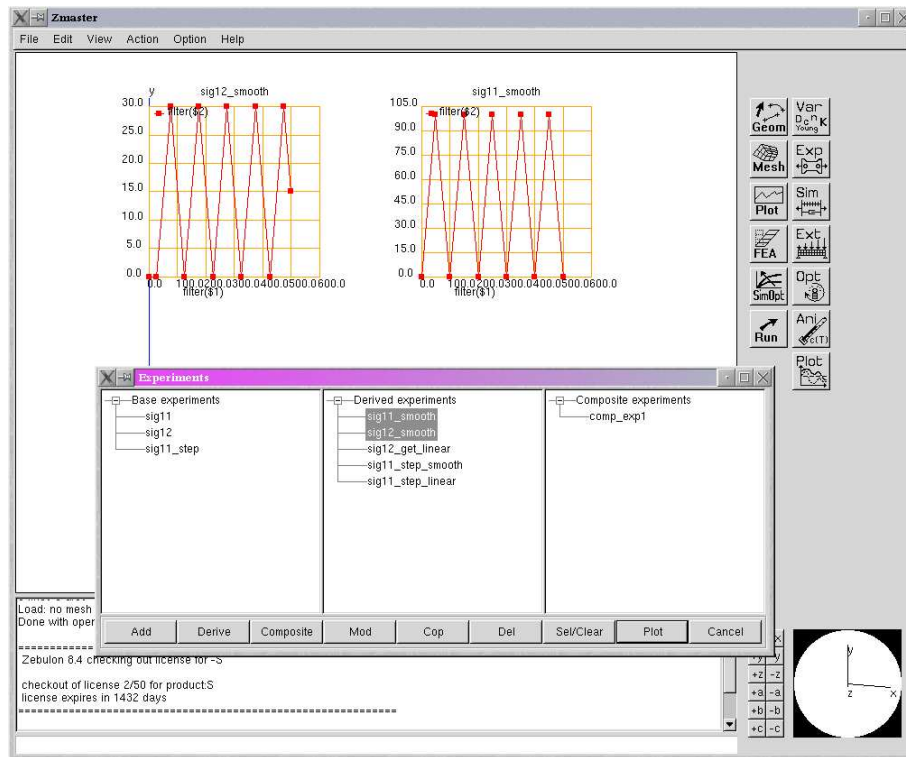 Zmaster
File Edit View Action Option Help
y
sig12_smooth
30.0
filter($2)
25.0
20.0
15.0
10.0
5.0
0.0
0.0 100.0200.0300.0400.0500.0600.0
filter($1)
sig11_smooth
105.0
filter($2)
90.0
75.0
60.0
45.0
30.0
15.0
0.0
0.0 100.0200.0300.0400.0500.0600.0
filter($1)
Geom
Var
Young
Mesh
Exp
Plot
Sim
FEA
Ext
SimOpt
Opt
Run
Ani
c(T)
Plot
Experiments
Base experiments
sig11
sig12
sig11_step
Derived experiments
sig11_smooth
sig12_smooth
sig12_get_linear
sig11_step_smooth
sig11_step_linear
Composite experiments
comp_exp1
Add Derive Composite Mod Cop Del Sel/Clear Plot Cancel
Load: no mesh
Done with oper
===========
Zebulon 8.4 checking out license for -S
checkout of license 2/50 for product:S
license expires in 1432 days
+z -z
+a -a
+b -b
+c -c
y
z
x